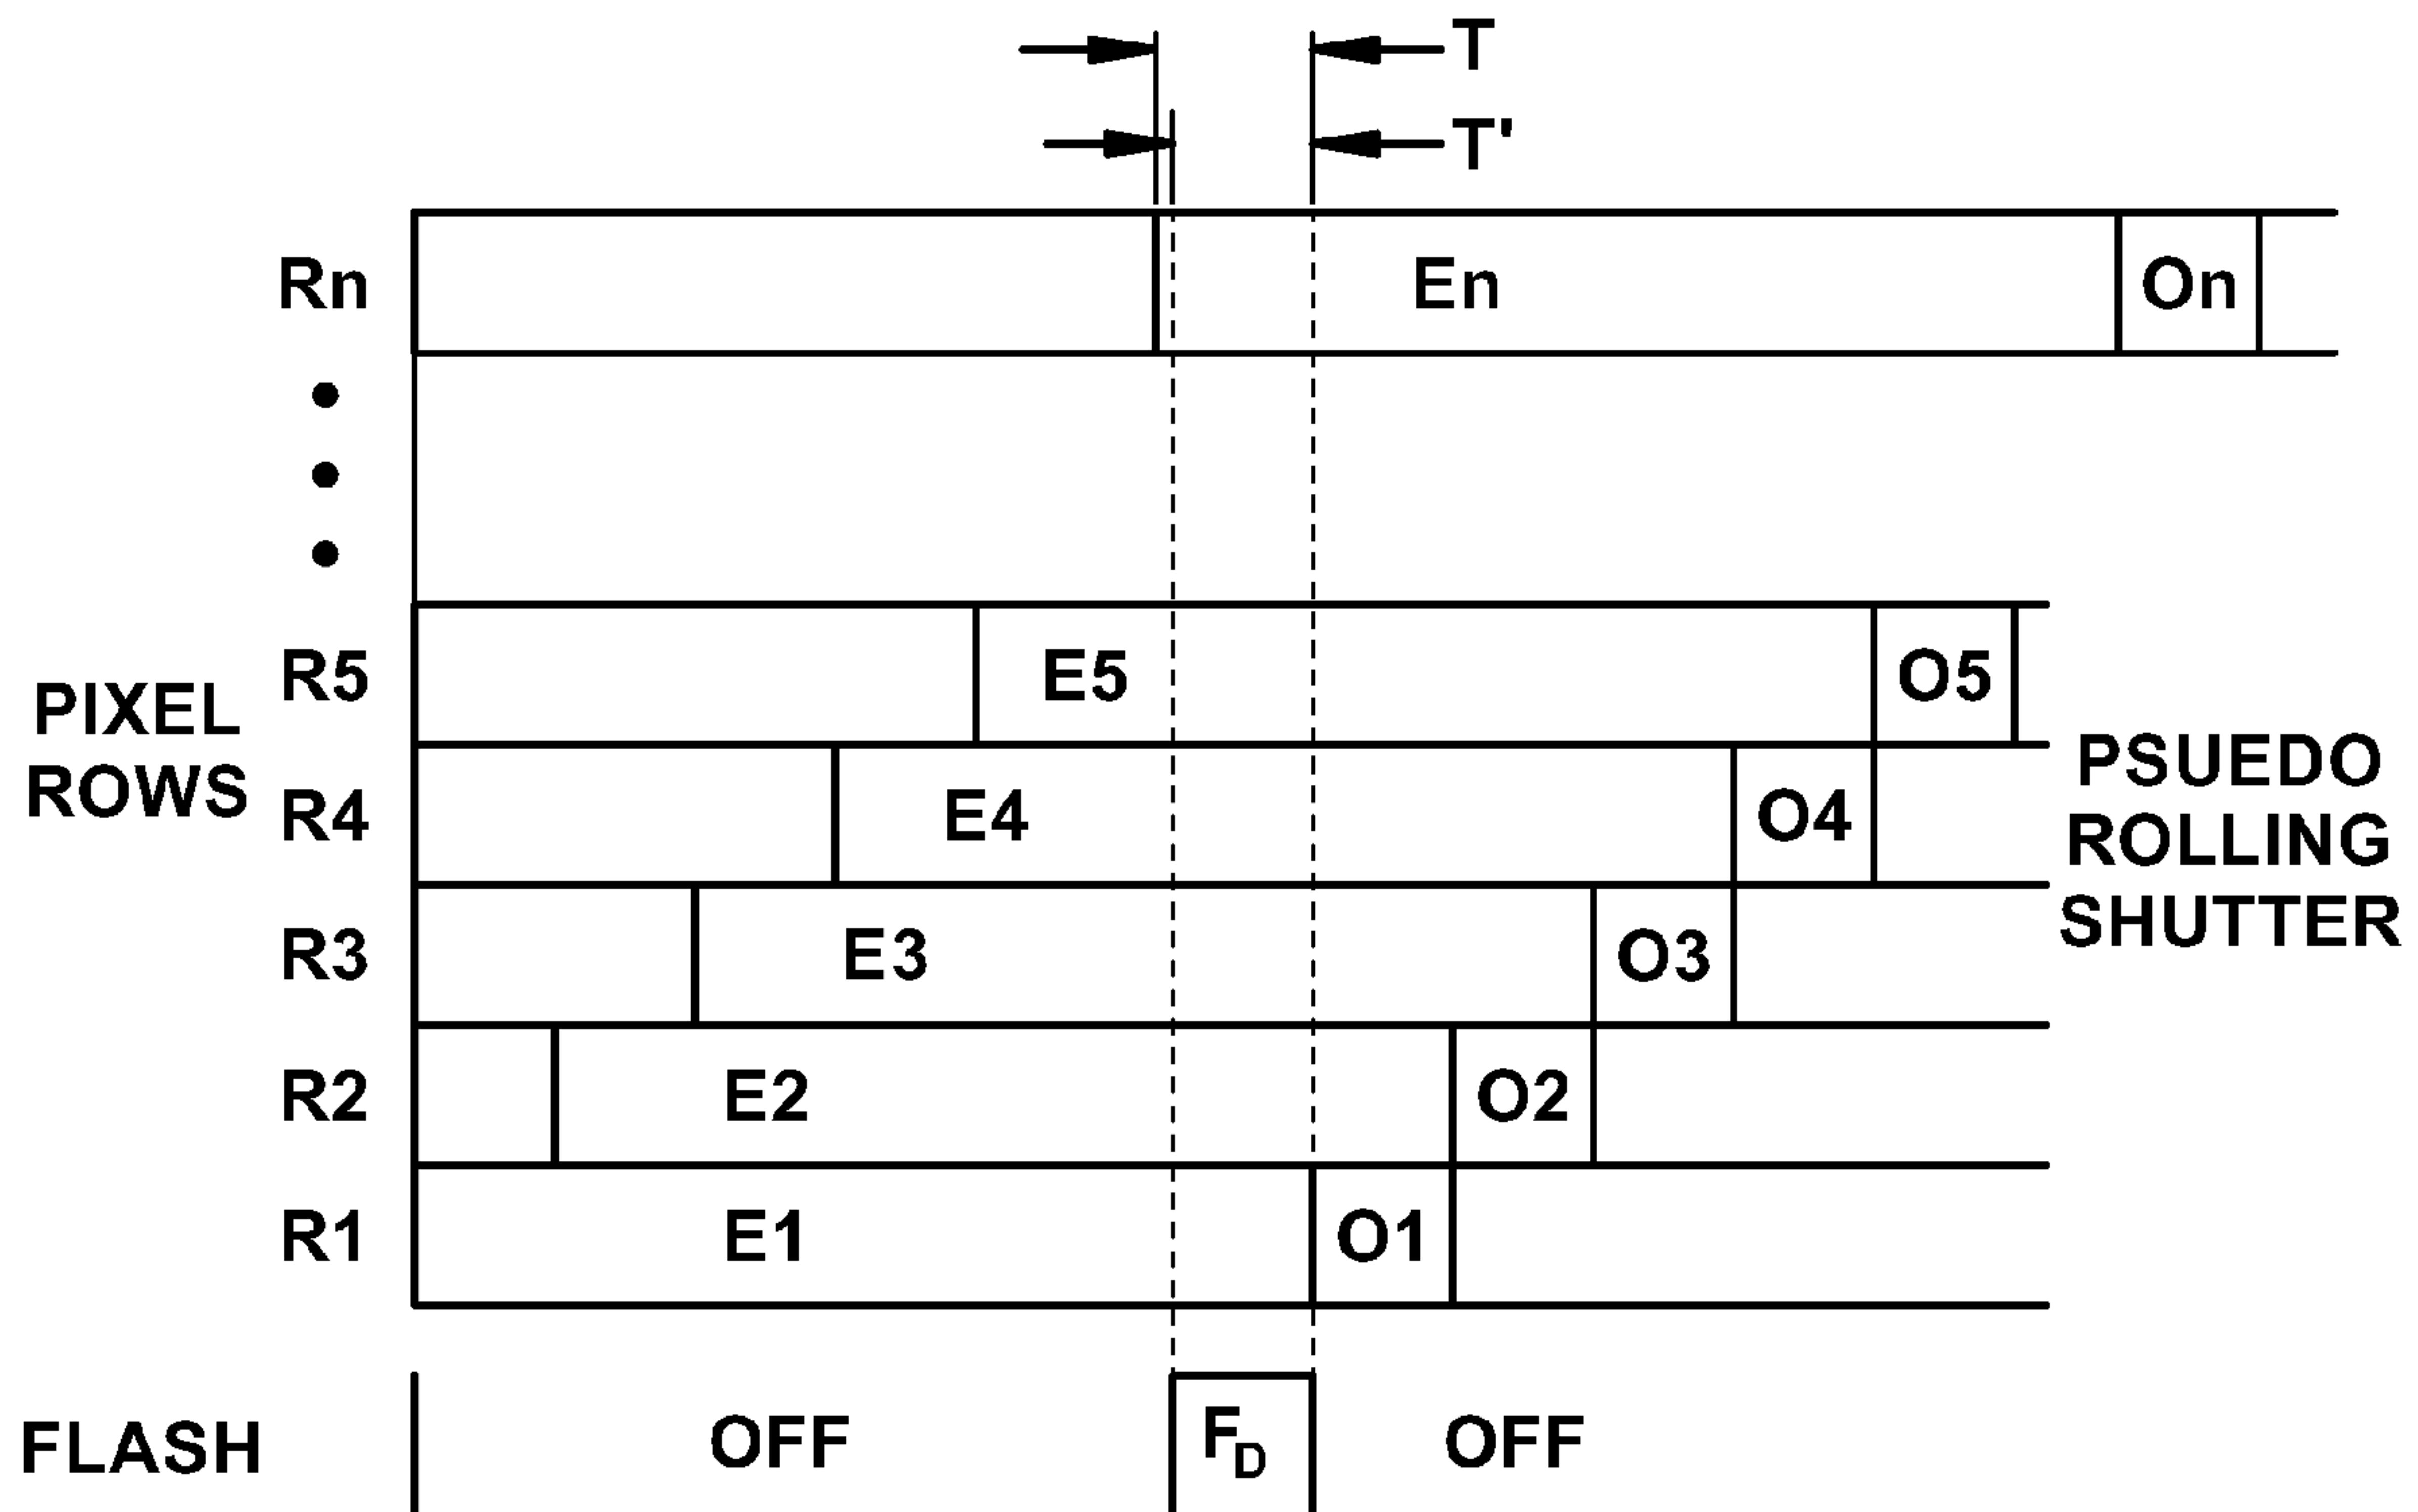 T
T'
Rn En On
R5 E5 O5
PIXEL
ROWS
R4 E4 O4
PSUEDO
ROLLING
SHUTTER
R3 E3 O3
R2 E2 O2
R1 E1 O1
FLASH OFF FD OFF